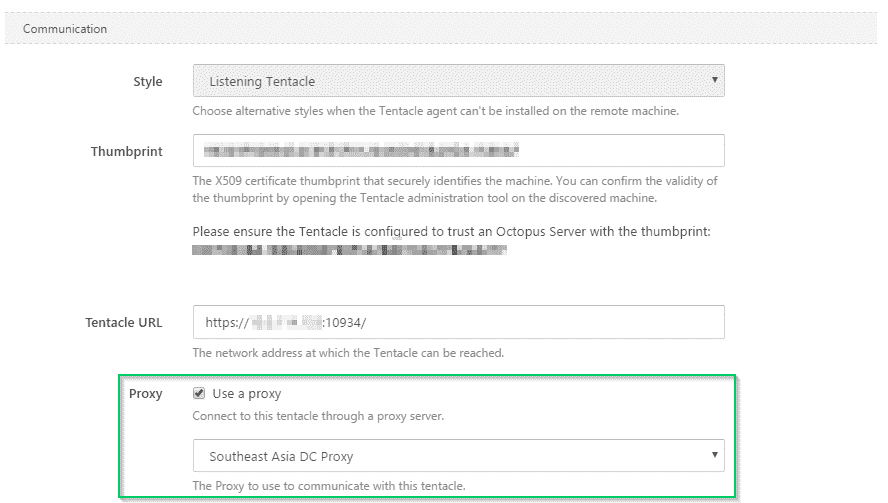 Communication
Style
Listening Tentacle
Choose alternative styles when the Tentacle agent can't be installed on the remote machine.
Thumbprint
The X509 certificate thumbprint that securely identifies the machine. You can confirm the validity of
the thumbprint by opening the Tentacle administration tool on the discovered machine.
Please ensure the Tentacle is configured to trust an Octopus Server with the thumbprint:
Tentacle URL
https:// :10934/
The network address at which the Tentacle can be reached.
Proxy
Use a proxy
Connect to this tentacle through a proxy server.
Southeast Asia DC Proxy
The Proxy to use to communicate with this tentacle.